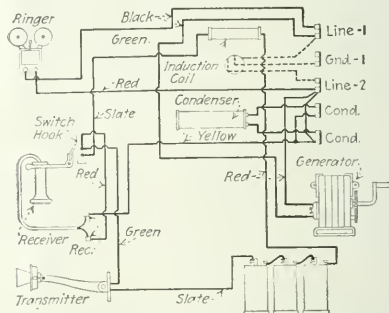 Ringer
Black
Green.
Line-1
Induction
Coil
Gnd.-1
Red
Line-2
Condenser
Slate
Cond.
Switch
Hook
Yellow
Cond.
Red
Red
Generator
Receiver
Rec.
Green
Transmitter
Slate